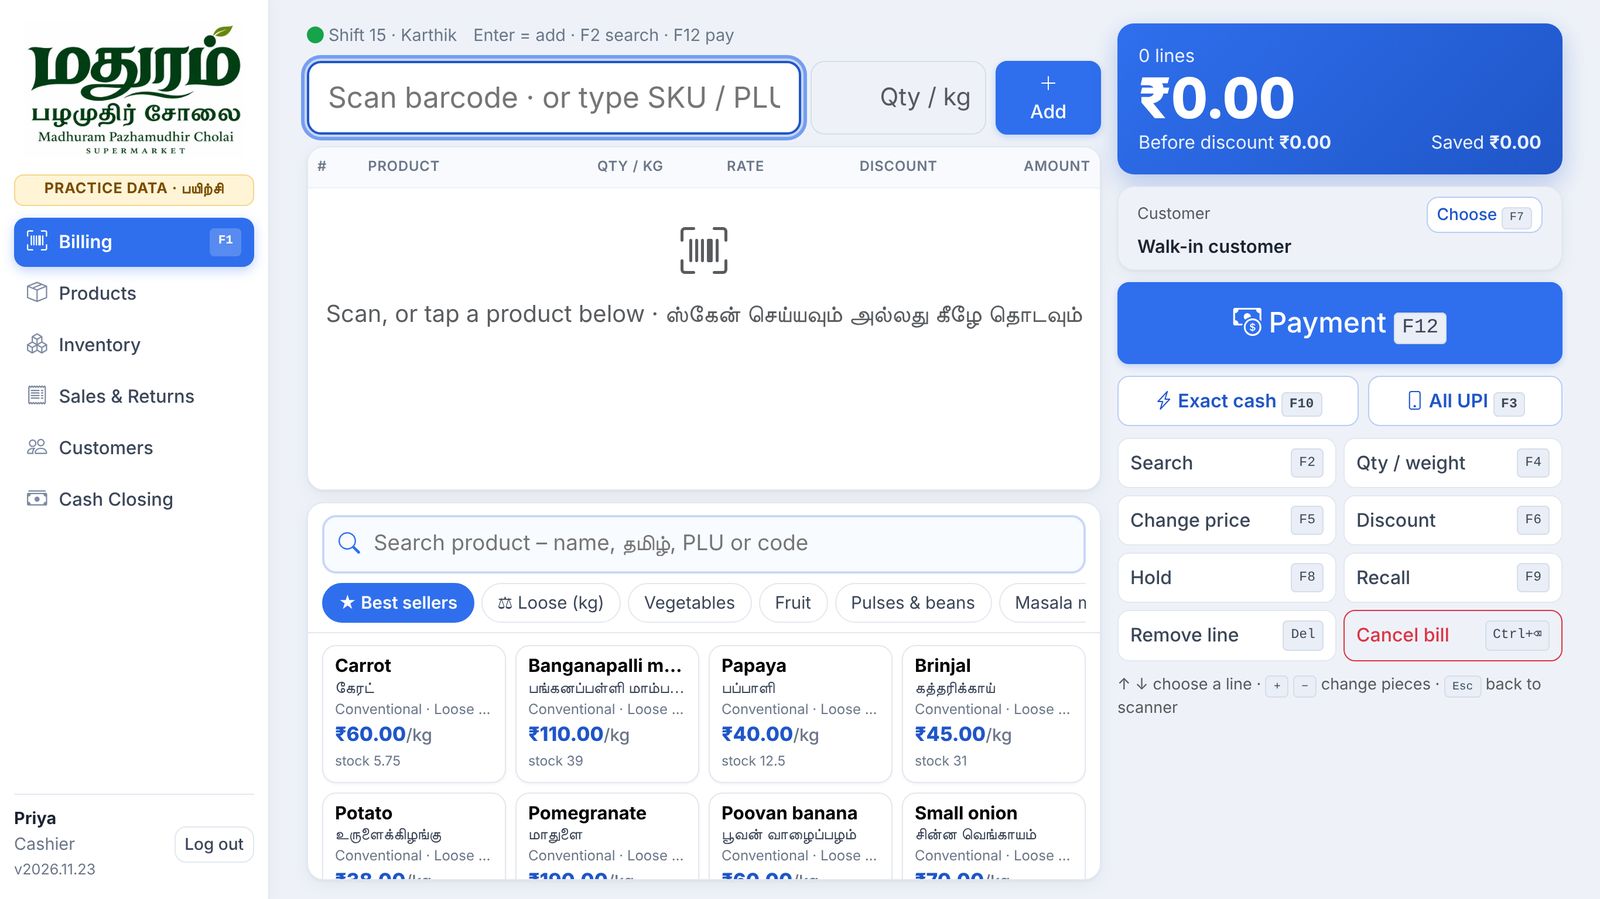 மதுரம்
பழமுதிர் சோலை
Madhuram Pazhamudhir Cholai
SUPERMARKET
PRACTICE DATA · பயிற்சி
Billing F1
Products
Inventory
Sales & Returns
Customers
Cash Closing
Priya
Cashier
v2026.11.23
Log out
Shift 15 · Karthik Enter = add · F2 search · F12 pay
Scan barcode · or type SKU / PLU
Qty / kg
+ Add
# PRODUCT QTY / KG RATE DISCOUNT AMOUNT
Scan, or tap a product below · ஸ்கேன் செய்யவும் அல்லது கீழே தொடவும்
Search product – name, தமிழ், PLU or code
★ Best sellers
Loose (kg)
Vegetables
Fruit
Pulses & beans
Masala
Carrot
கேரட்
Conventional · Loose ...
₹60.00/kg
stock 5.75
Banganapalli m...
பங்கனப்பள்ளி மாம்ப...
Conventional · Loose ...
₹110.00/kg
stock 39
Papaya
பப்பாளி
Conventional · Loose ...
₹40.00/kg
stock 12.5
Brinjal
கத்தரிக்காய்
Conventional · Loose ...
₹45.00/kg
stock 31
Potato
உருளைக்கிழங்கு
Conventional · Loose ...
Pomegranate
மாதுளை
Conventional · Loose ...
Poovan banana
பூவன் வாழைப்பழம்
Conventional · Loose ...
Small onion
சின்ன வெங்காயம்
Conventional · Loose ...
0 lines
₹0.00
Before discount ₹0.00 Saved ₹0.00
Customer
Choose F7
Walk-in customer
Payment F12
Exact cash F10
All UPI F3
Search F2
Qty / weight F4
Change price F5
Discount F6
Hold F8
Recall F9
Remove line Del
Cancel bill Ctrl+⌫
↑ ↓ choose a line · + − change pieces · Esc back to
scanner